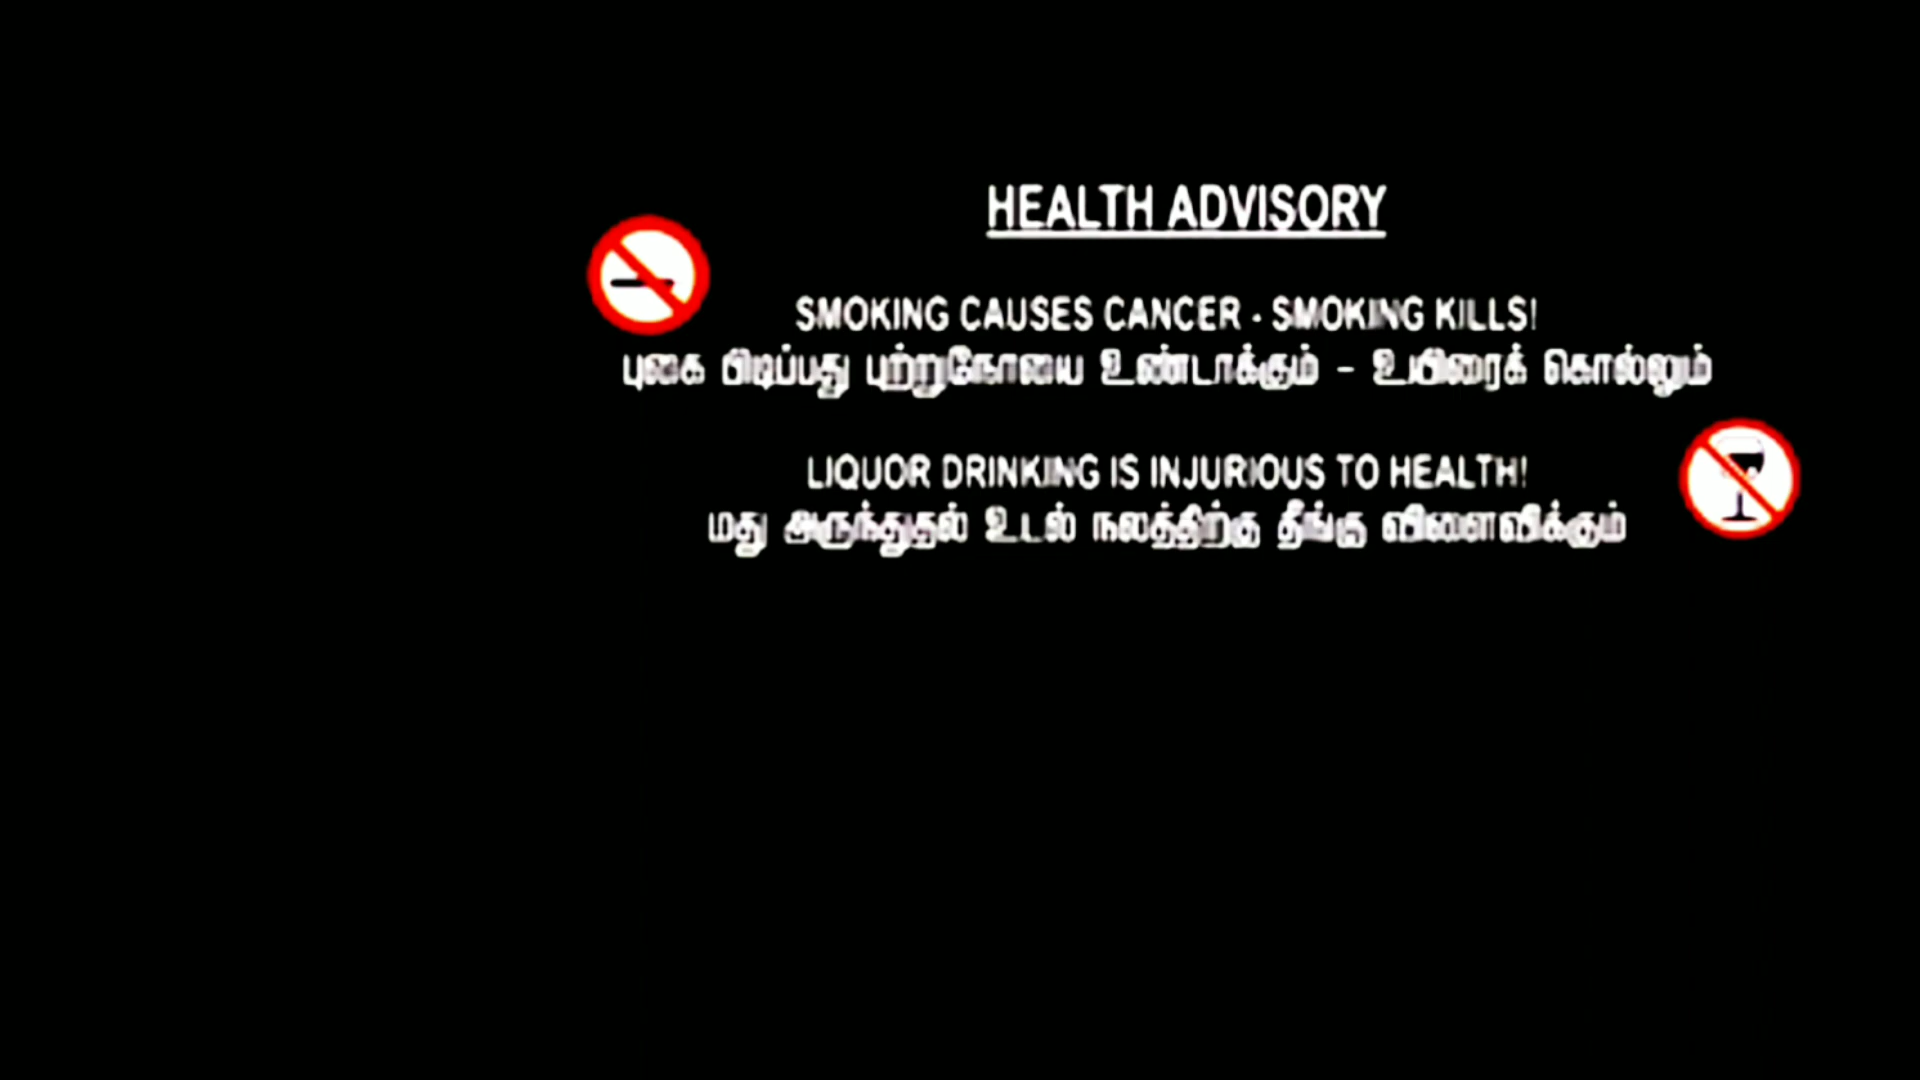 HEALTH ADVISORY
SMOKING CAUSES CANCER - SMOKING KILLS!
புகை பிடிப்பது புற்றுநோயை உண்டாக்கும் - உயிரைக் கொல்லும்
LIQUOR DRINKING IS INJURIOUS TO HEALTH!
மது அருந்துதல் உடல் நலத்திற்கு தீங்கு விளைவிக்கும்